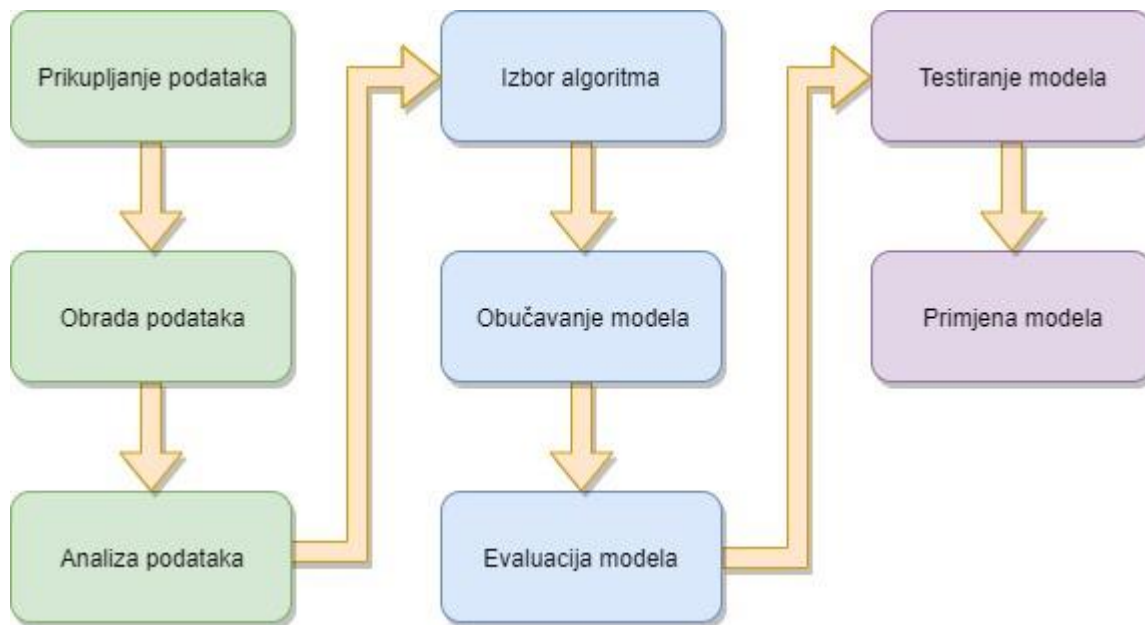 Prikupljanje podataka
Obrada podataka
Analiza podataka
Izbor algoritma
Obučavanje modela
Evaluacija modela
Testiranje modela
Primjena modela